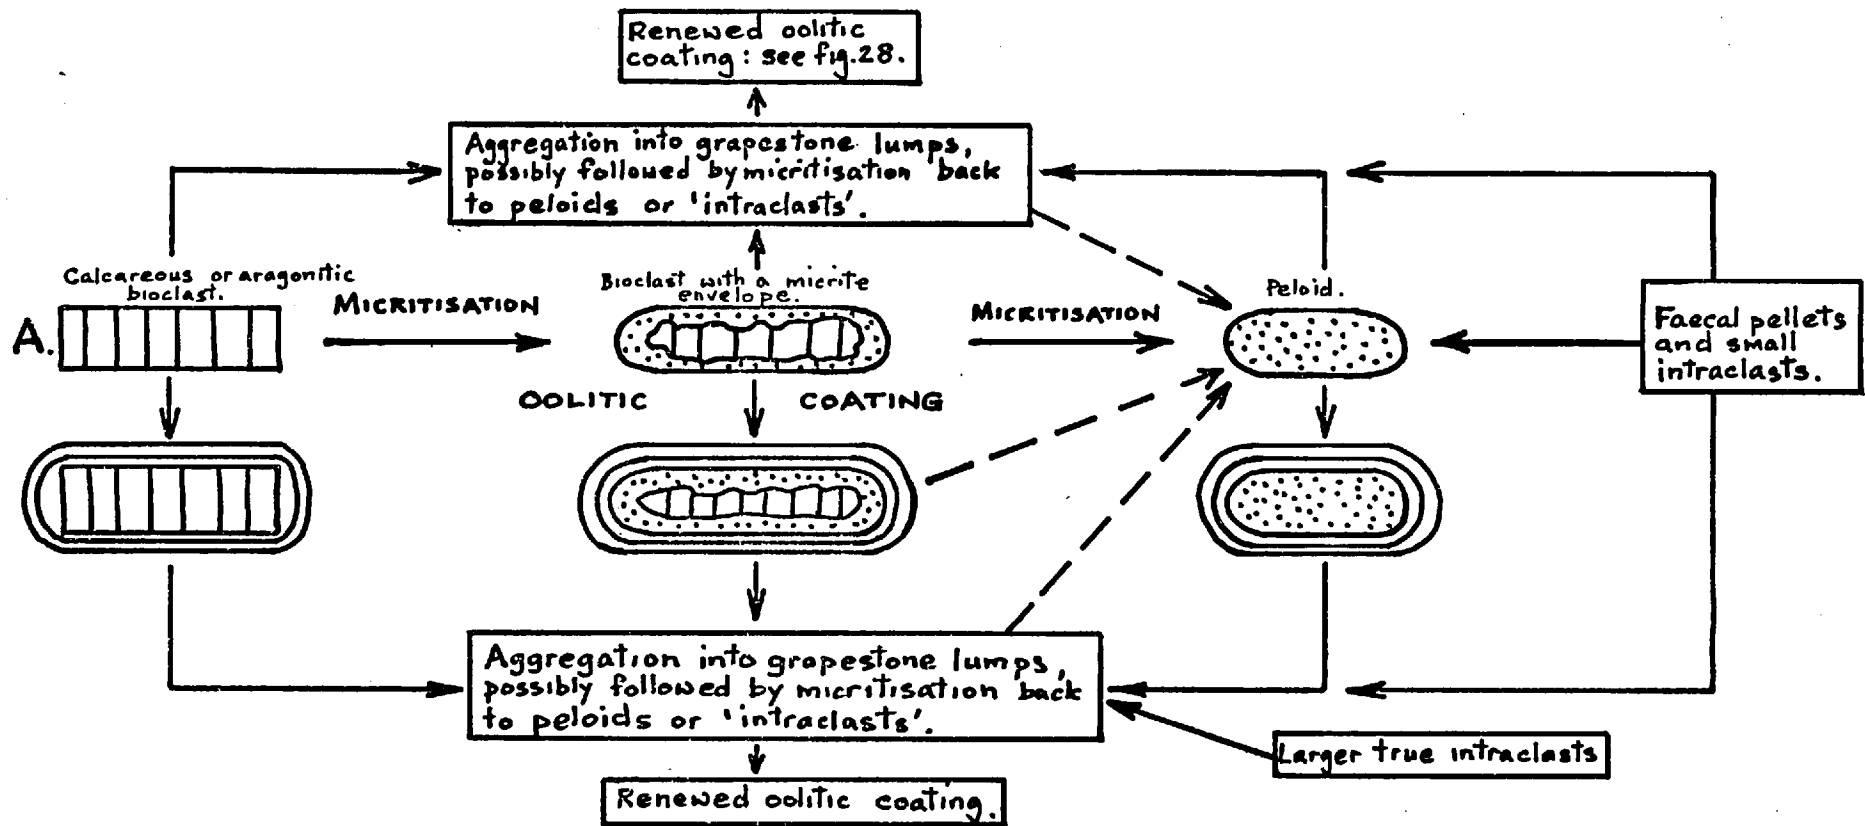 Renewed oolitic
coating: see fig.28.
Aggregation into grapestone lumps,
possibly followed by micritisation back
to peloids or 'intraclasts'.
Calcareous or aragonitic
bioclast.
MICRITISATION
Bioclast with a micrite
envelope.
MICRITISATION
Peloid.
A.
Faecal pellets
and small
intraclasts.
OOLITIC COATING
Aggregation into grapestone lumps,
possibly followed by micritisation back
to peloids or 'intraclasts'.
Larger true intraclasts
Renewed oolitic coating.